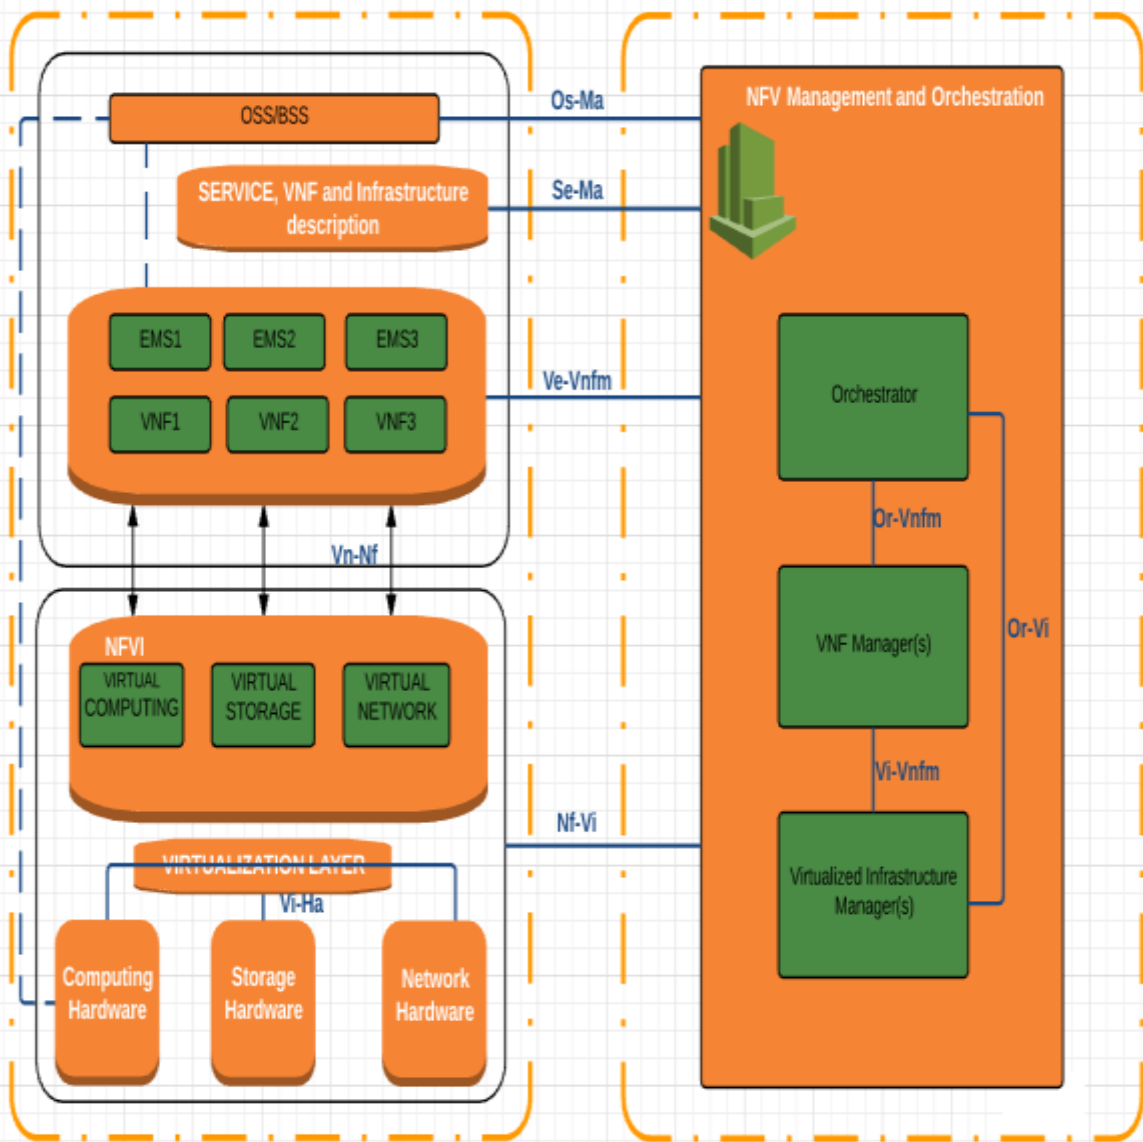 OSS/BSS
Os-Ma
NFV Management and Orchestration
SERVICE, VNF and Infrastructure
description
Se-Ma
EMS1
EMS2
EMS3
VNF1
VNF2
VNF3
Ve-Vnfm
Orchestrator
Or-Vnfm
Vn-Nf
NFVI
VIRTUAL
COMPUTING
VIRTUAL
STORAGE
VIRTUAL
NETWORK
VNF Manager(s)
Or-Vi
Vi-Vnfm
Nf-Vi
VIRTUALIZATION LAYER
Vi-Ha
Virtualized Infrastructure
Manager(s)
Computing
Hardware
Storage
Hardware
Network
Hardware